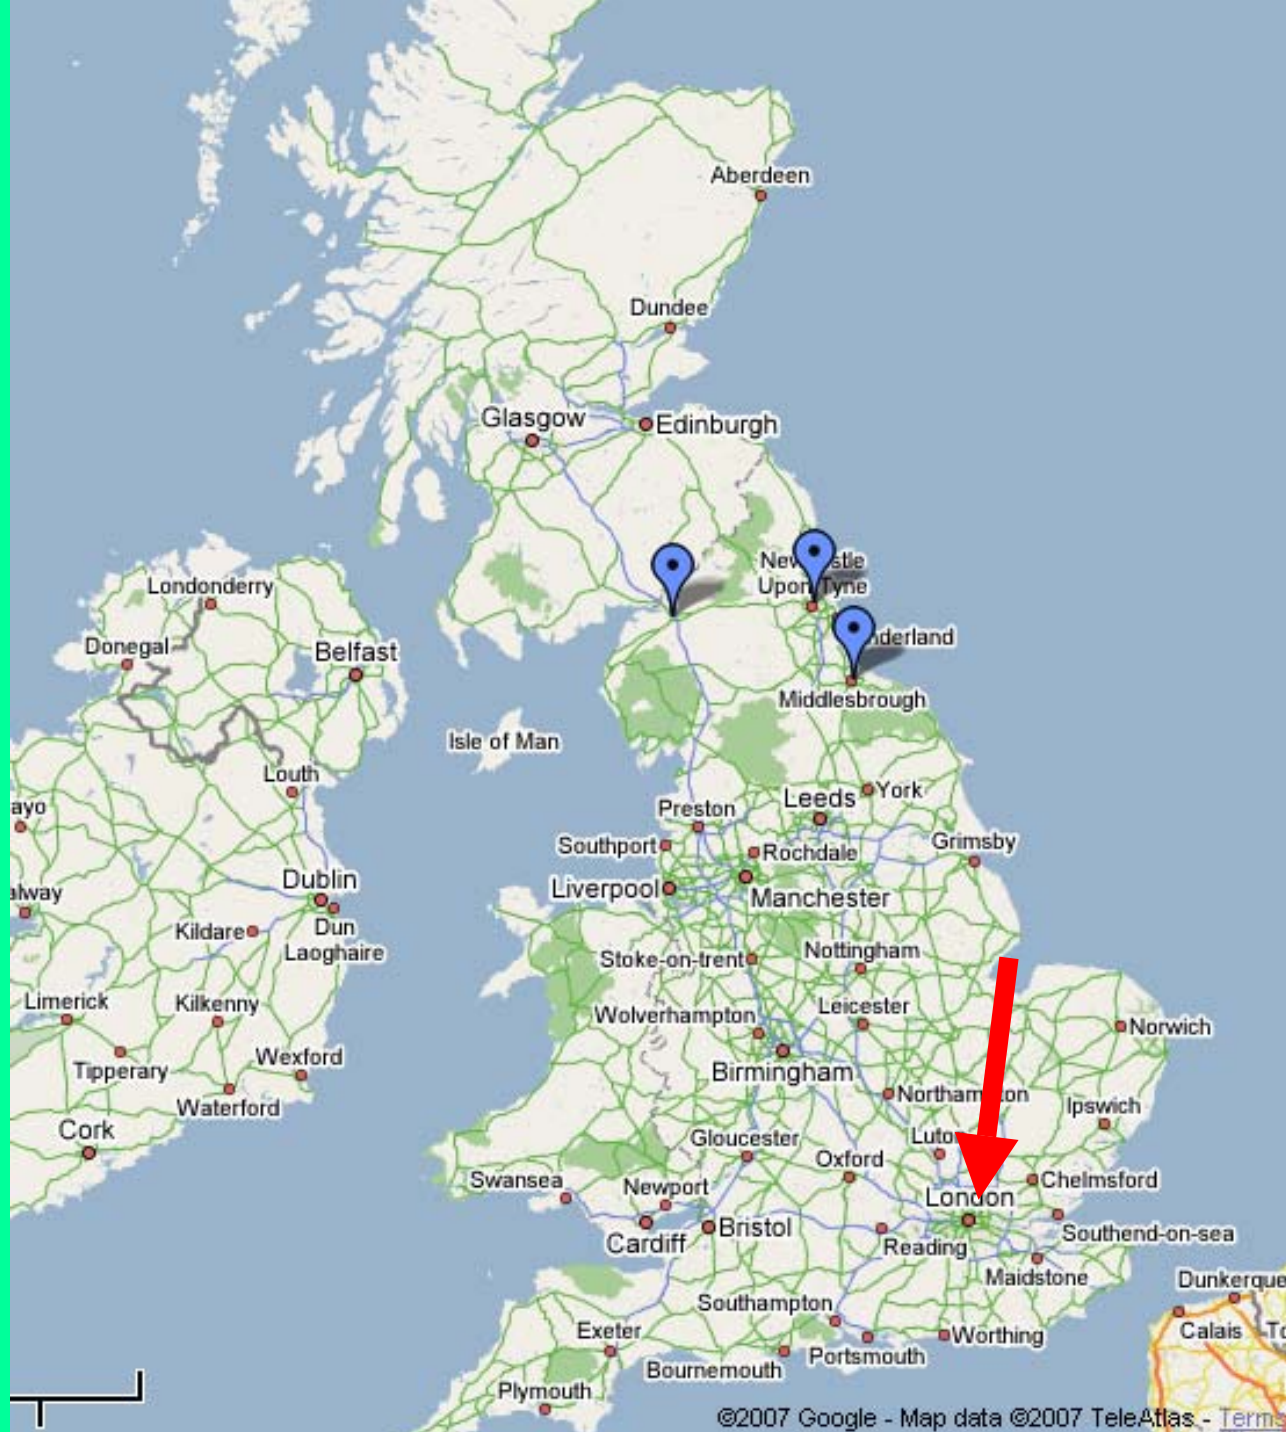 Aberdeen
Dundee
Glasgow
Edinburgh
Londonderry
Upon Tyne
Donegal
Belfast
Middlesbrough
Isle of Man
Louth
York
Leeds
Preston
Southport
Rochdale
Grimsby
Liverpool
Manchester
Dublin
Kildare
Dun
Laoghaire
Stoke-on-trent
Nottingham
Limerick
Kilkenny
Wolverhampton
Leicester
Norwich
Tipperary
Wexford
Birmingham
Waterford
Ipswich
Cork
Gloucester
Oxford
Swansea
Newport
London
Chelmsford
Cardiff
Bristol
Reading
Southend-on-sea
Maidstone
Dunkerque
Southampton
Exeter
Worthing
Calais
Portsmouth
Bournemouth
Plymouth
©2007 Google - Map data ©2007 TeleAtlas - Terms